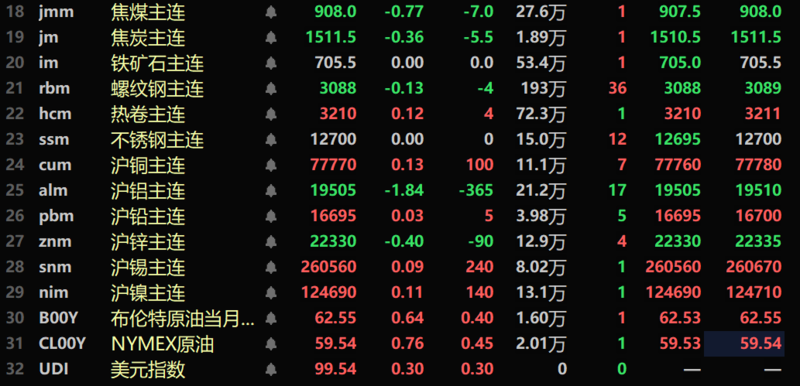 18 jmm 焦煤主连 908.0 -0.77 -7.0 27.6万 1 907.5 908.0
19 jm 焦炭主连 1511.5 -0.36 -5.5 1.89万 1 1510.5 1511.5
20 im 铁矿石主连 705.5 0.00 0.0 53.4万 1 705.0 705.5
21 rbm 螺纹钢主连 3088 -0.13 -4 193万 36 3088 3089
22 hcm 热卷主连 3210 0.12 4 72.3万 1 3210 3211
23 ssm 不锈钢主连 12700 0.00 0 15.0万 12 12695 12700
24 cum 沪铜主连 77770 0.13 100 11.1万 7 77760 77780
25 alm 沪铝主连 19505 -1.84 -365 21.2万 17 19505 19510
26 pbm 沪铅主连 16695 0.03 5 3.98万 5 16695 16700
27 znm 沪锌主连 22330 -0.40 -90 12.9万 4 22330 22335
28 snm 沪锡主连 260560 0.09 240 8.02万 1 260560 260670
29 nim 沪镍主连 124690 0.11 140 13.1万 1 124690 124710
30 B00Y 布伦特原油当月... 62.55 0.64 0.40 1.60万 1 62.53 62.55
31 CL00Y NYMEX原油 59.54 0.76 0.45 2.01万 1 59.53 59.54
32 UDI 美元指数 99.54 0.30 0.30 0 0 — —